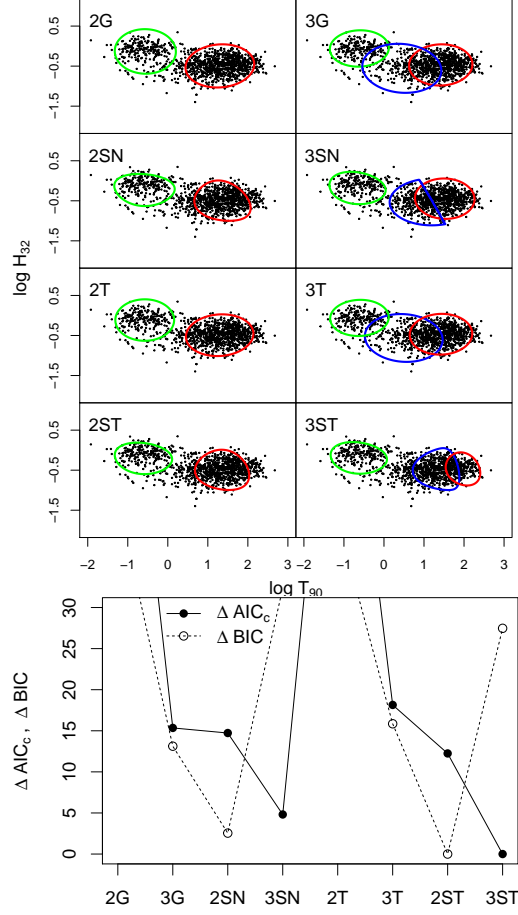 2G
3G
0.5
−0.5
−1.5
2SN
3SN
0.5
−0.5
−1.5
log H32
2T
3T
0.5
−0.5
−1.5
2ST
3ST
0.5
−0.5
−1.5
−2 −1 0 1 2 3 −2 −1 0 1 2 3
log T90
Δ AICc
Δ BIC
30
25
20
15
10
5
0
Δ AICc , Δ BIC
2G 3G 2SN 3SN 2T 3T 2ST 3ST